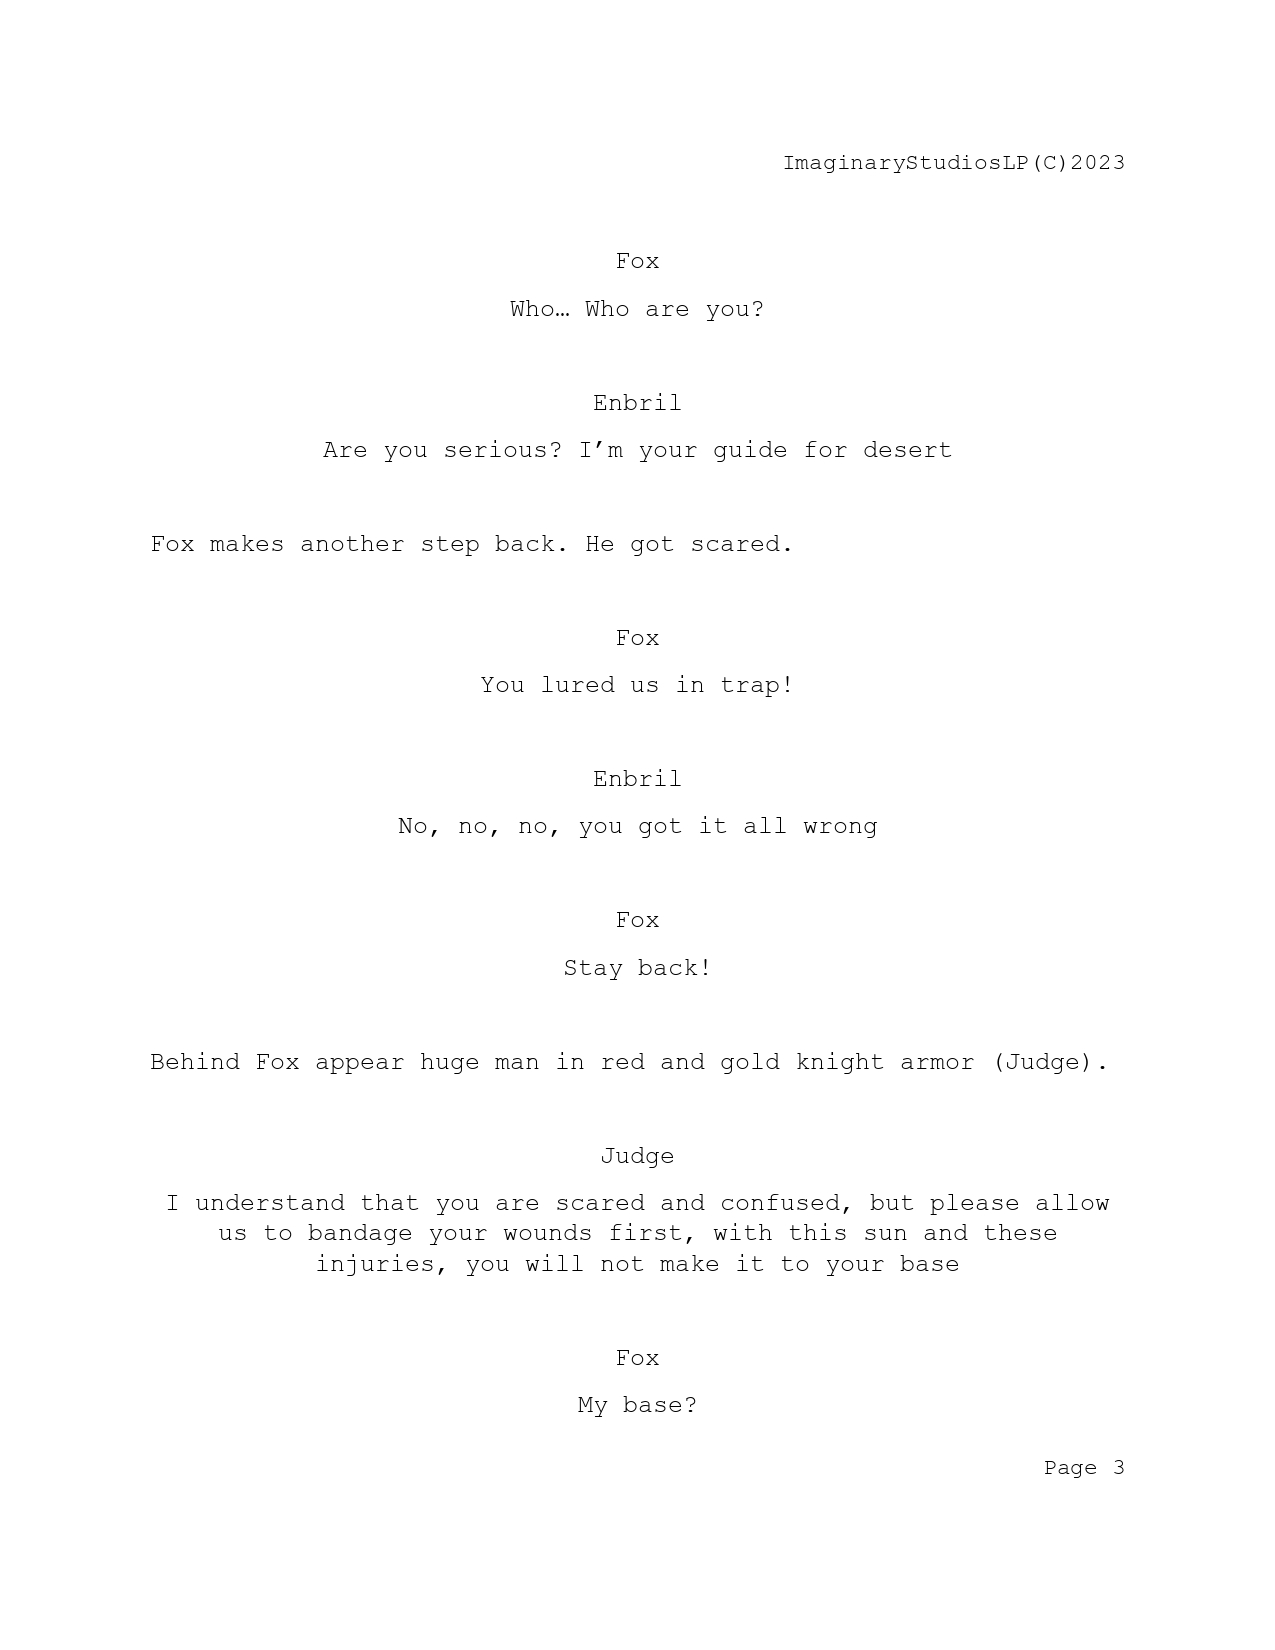 ImaginaryStudiosLP(C)2023
Fox
Who… Who are you?
Enbril
Are you serious? I’m your guide for desert
Fox makes another step back. He got scared.
Fox
You lured us in trap!
Enbril
No, no, no, you got it all wrong
Fox
Stay back!
Behind Fox appear huge man in red and gold knight armor (Judge).
Judge
I understand that you are scared and confused, but please allow
us to bandage your wounds first, with this sun and these
injuries, you will not make it to your base
Fox
My base?
Page 3